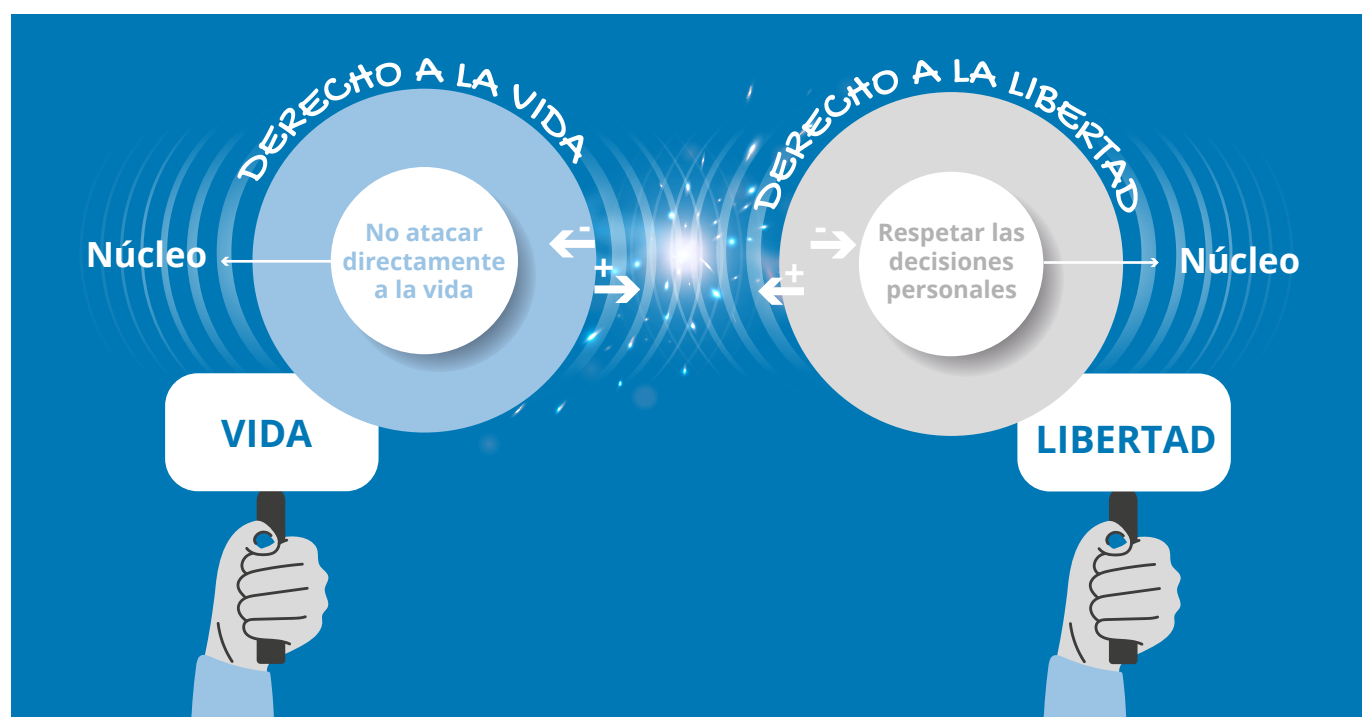 DERECHO A LA VIDA
Núcleo
No atacar
directamente
a la vida
-
+
VIDA
DERECHO A LA LIBERTAD
-
+
Respetar las
decisiones
personales
Núcleo
LIBERTAD